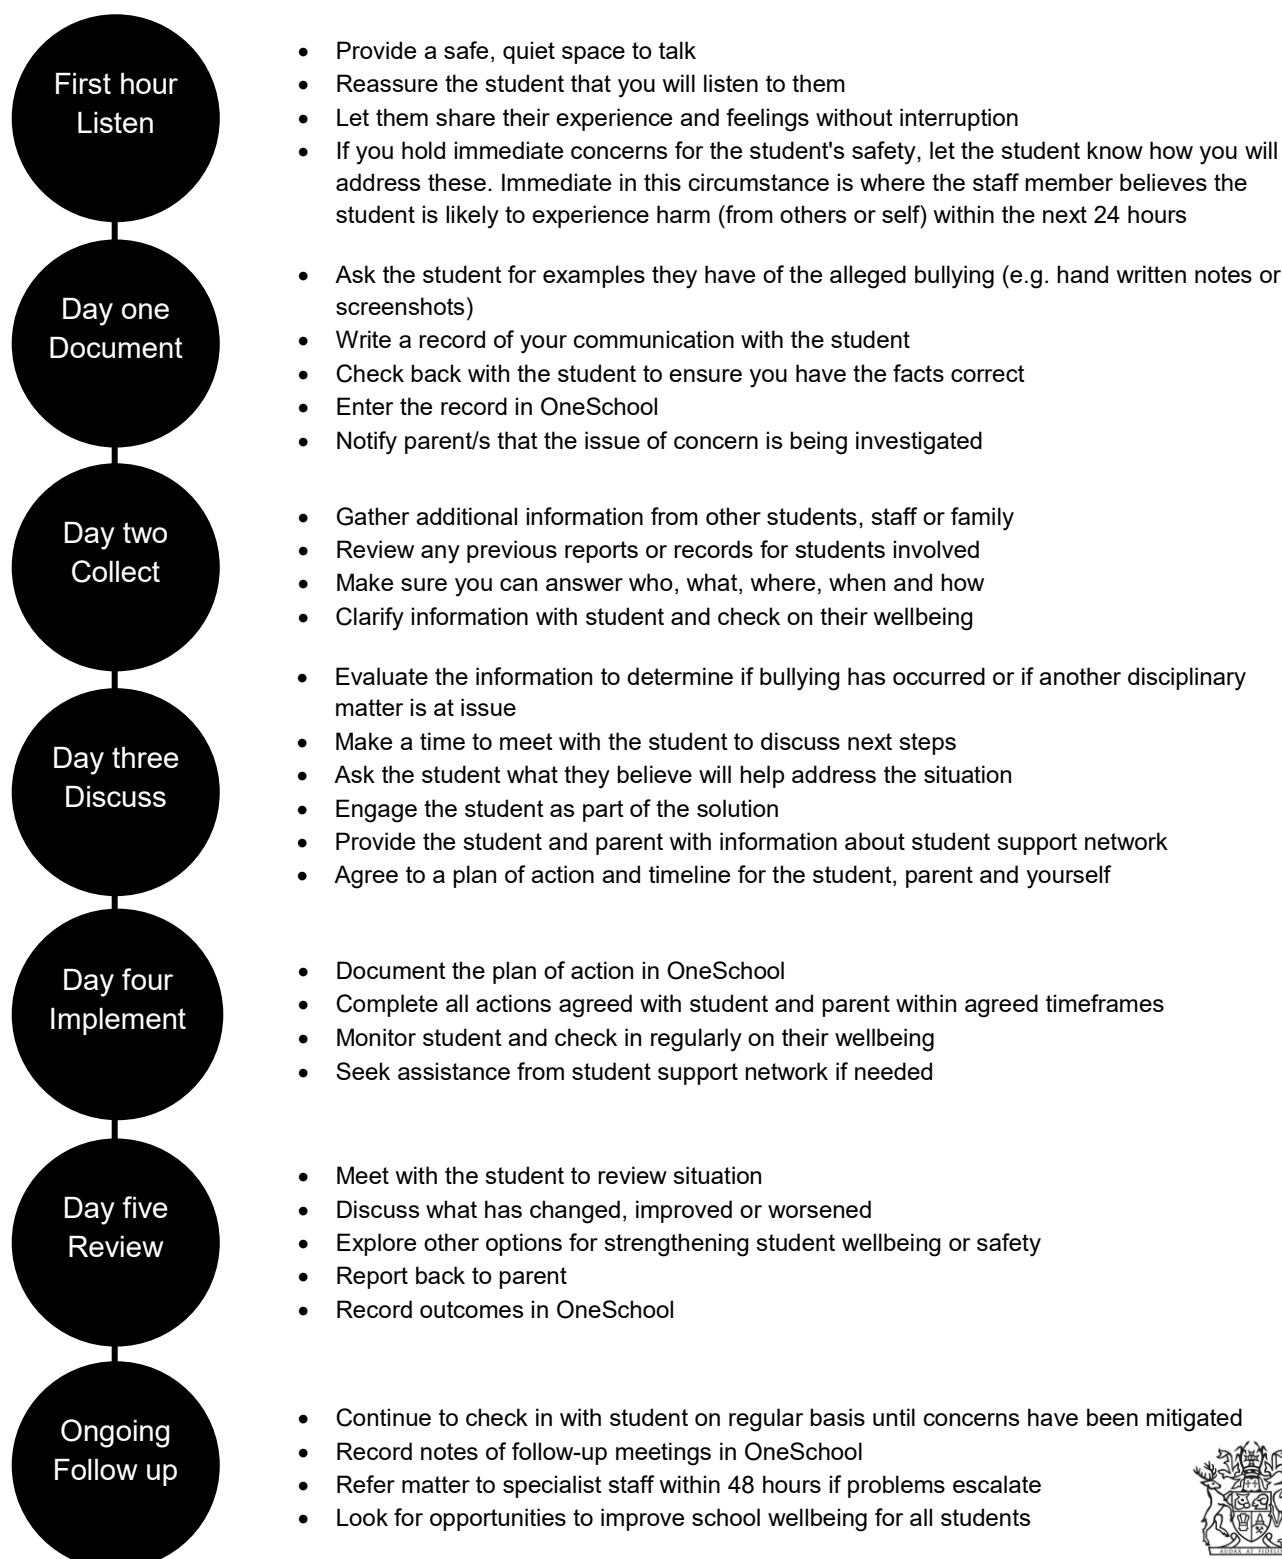 First hour
Listen
• Provide a safe, quiet space to talk
• Reassure the student that you will listen to them
• Let them share their experience and feelings without interruption
• If you hold immediate concerns for the student's safety, let the student know how you will
address these. Immediate in this circumstance is where the staff member believes the
student is likely to experience harm (from others or self) within the next 24 hours
Day one
Document
• Ask the student for examples they have of the alleged bullying (e.g. hand written notes or
screenshots)
• Write a record of your communication with the student
• Check back with the student to ensure you have the facts correct
• Enter the record in OneSchool
• Notify parent/s that the issue of concern is being investigated
Day two
Collect
• Gather additional information from other students, staff or family
• Review any previous reports or records for students involved
• Make sure you can answer who, what, where, when and how
• Clarify information with student and check on their wellbeing
Day three
Discuss
• Evaluate the information to determine if bullying has occurred or if another disciplinary
matter is at issue
• Make a time to meet with the student to discuss next steps
• Ask the student what they believe will help address the situation
• Engage the student as part of the solution
• Provide the student and parent with information about student support network
• Agree to a plan of action and timeline for the student, parent and yourself
Day four
Implement
• Document the plan of action in OneSchool
• Complete all actions agreed with student and parent within agreed timeframes
• Monitor student and check in regularly on their wellbeing
• Seek assistance from student support network if needed
Day five
Review
• Meet with the student to review situation
• Discuss what has changed, improved or worsened
• Explore other options for strengthening student wellbeing or safety
• Report back to parent
• Record outcomes in OneSchool
Ongoing
Follow up
• Continue to check in with student on regular basis until concerns have been mitigated
• Record notes of follow-up meetings in OneSchool
• Refer matter to specialist staff within 48 hours if problems escalate
• Look for opportunities to improve school wellbeing for all students
AUDAX AT